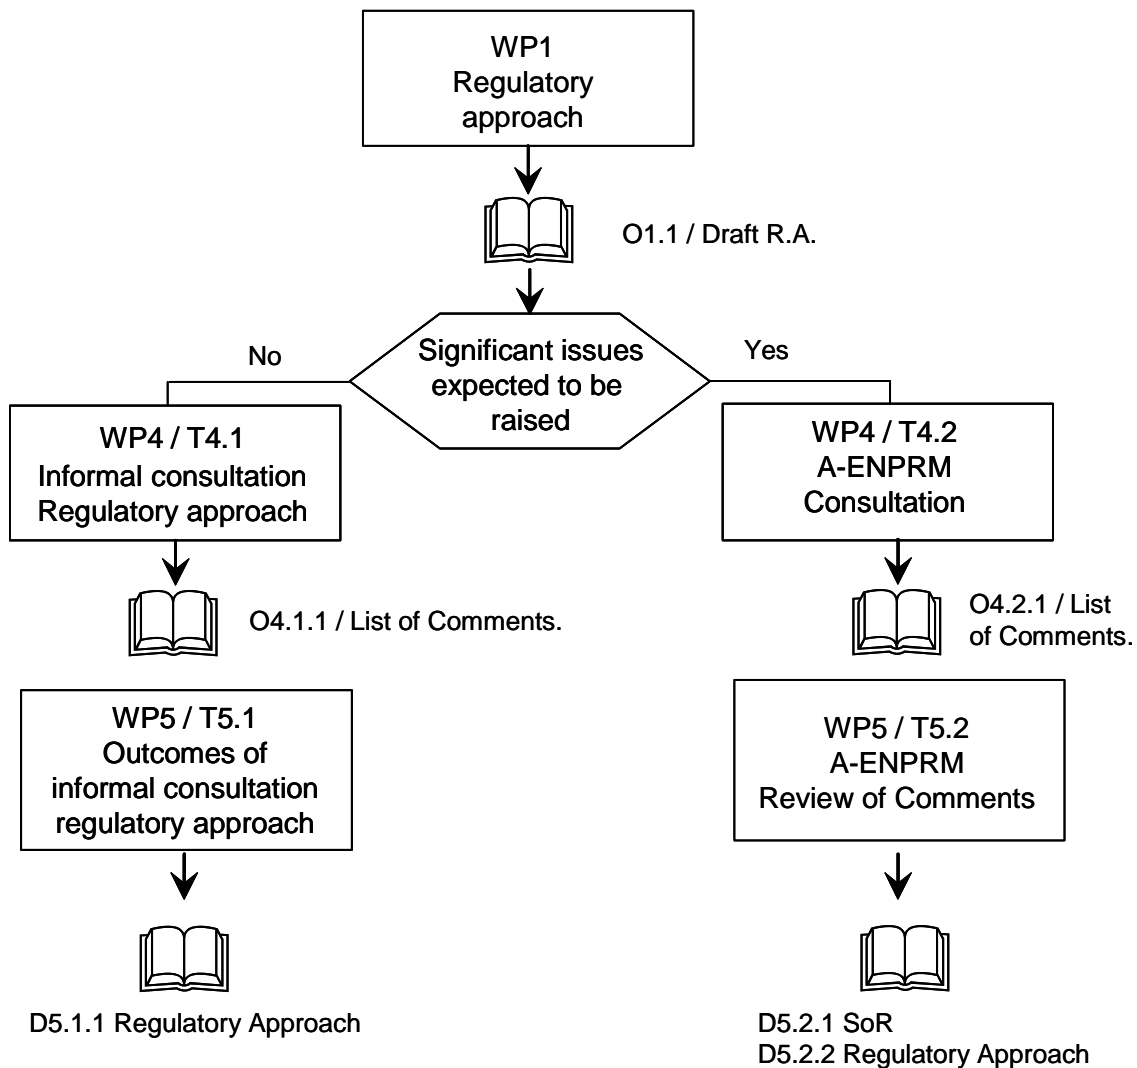 WP1
Regulatory
approach
O1.1 / Draft R.A.
No
Significant issues
expected to be
raised
Yes
WP4 / T4.1
Informal consultation
Regulatory approach
WP4 / T4.2
A-ENPRM
Consultation
O4.1.1 / List of Comments.
O4.2.1 / List
of Comments.
WP5 / T5.1
Outcomes of
informal consultation
regulatory approach
WP5 / T5.2
A-ENPRM
Review of Comments
D5.1.1 Regulatory Approach
D5.2.1 SoR
D5.2.2 Regulatory Approach